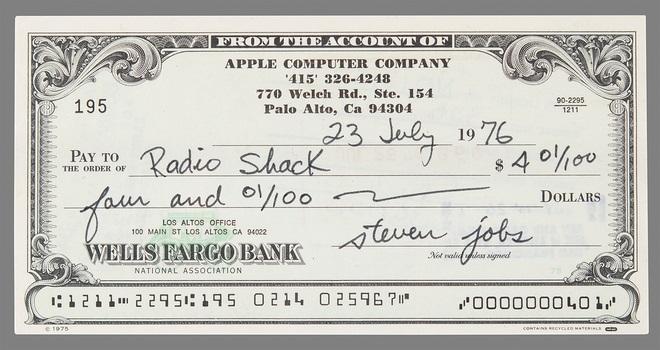 FROM THE ACCOUNT OF
APPLE COMPUTER COMPANY
'415' 326-4248
770 Welch Rd., Ste. 154
Palo Alto, Ca 94304
195
90-2295
1211
23 July 1976
PAY TO THE ORDER OF Radio Shack $ 4 01/100
four and 01/100 DOLLARS
LOS ALTOS OFFICE
100 MAIN ST LOS ALTOS CA 94022
WELLS FARGO BANK
NATIONAL ASSOCIATION
steven jobs
Not valid unless signed
78
⑆1211⑉2295⑆195 0214 025967⑈ ⑇0000000401⑇
© 1975 CONTAINS RECYCLED MATERIALS